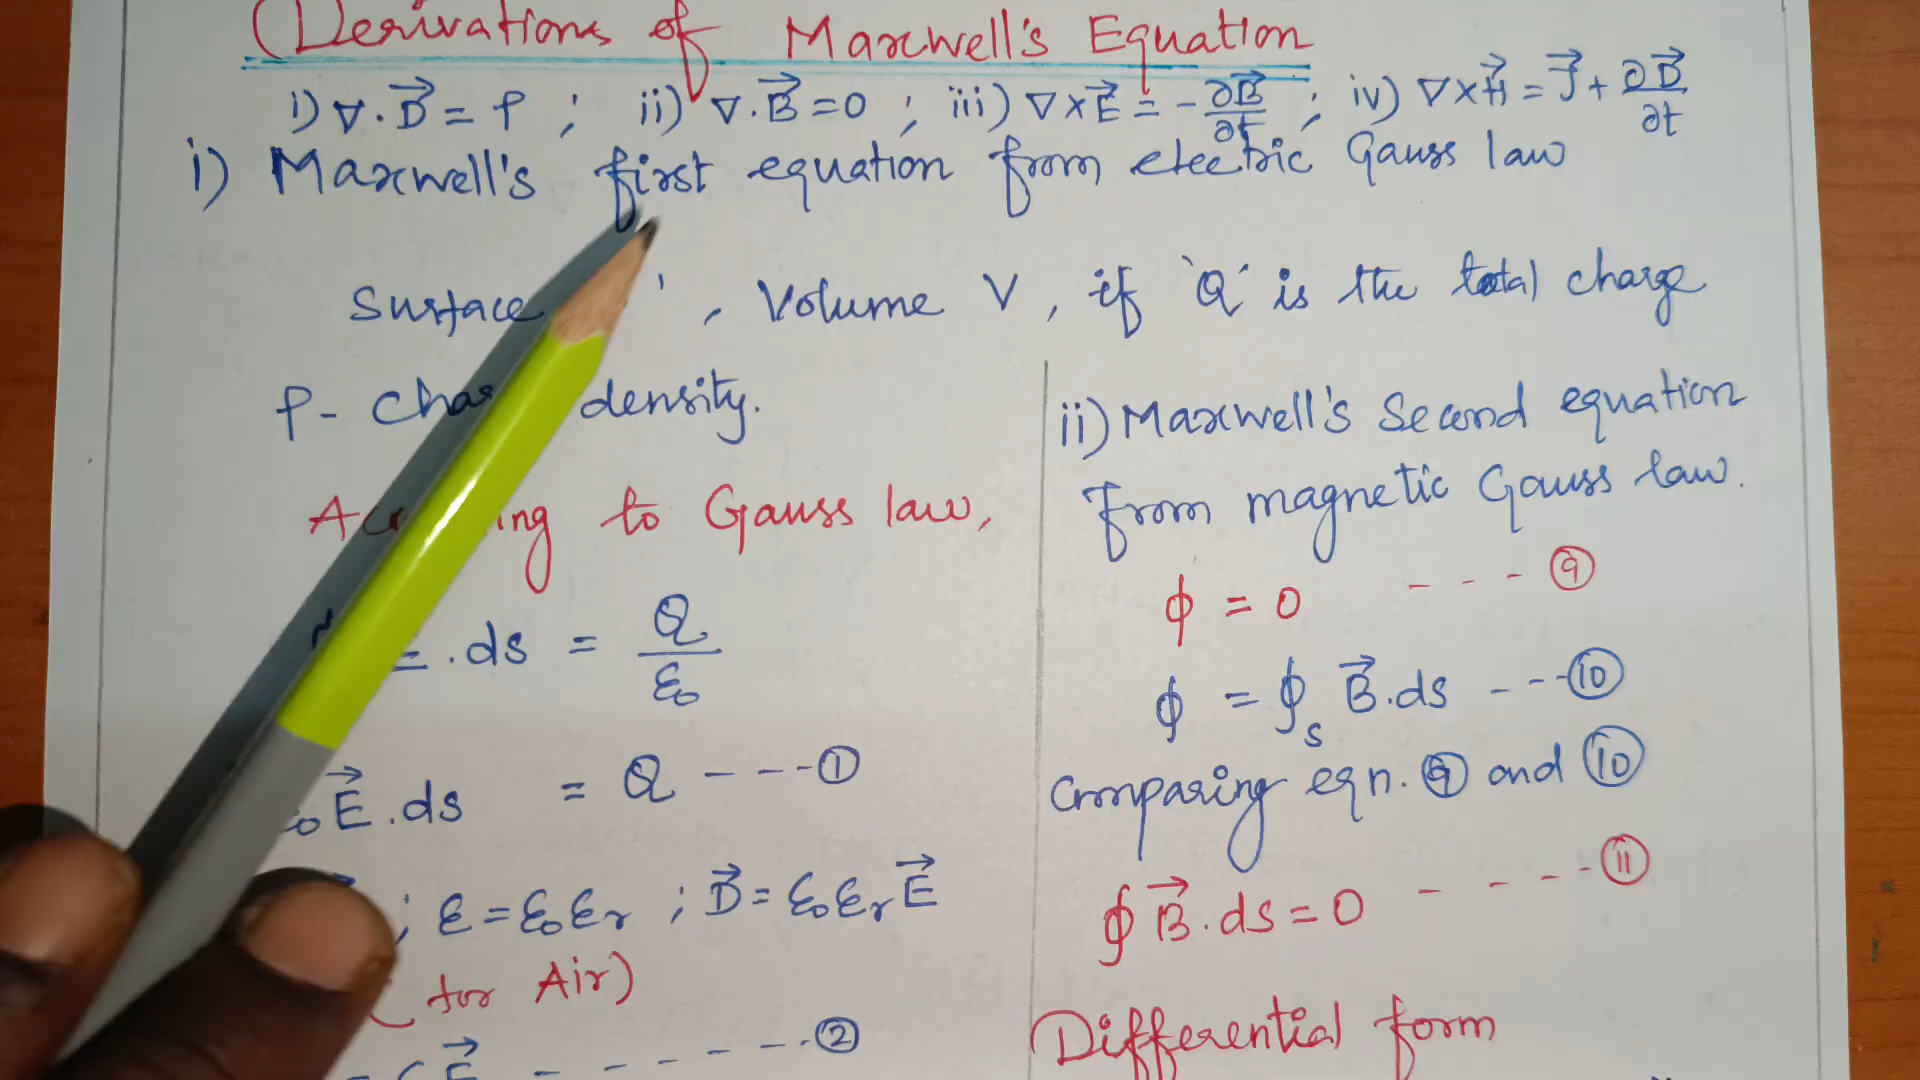 Derivations of Maxwell's Equation
i) ∇.D⃗ = ρ ; ii) ∇.B⃗ = 0 ; iii) ∇×E⃗ = -∂B⃗/∂t ; iv) ∇×H⃗ = J⃗ + ∂D⃗/∂t
i) Maxwell's first equation from electric Gauss law
Surface ' , Volume V, if 'Q' is the total charge
ρ - density.
to Gauss law,
.ds = Q/ε₀
ε₀E⃗.ds = Q ----①
; ε=ε₀εᵣ ; D⃗=ε₀εᵣE⃗
(for Air)
E⃗ -----②
ii) Maxwell's Second equation
from magnetic Gauss law.
ϕ = 0 ---⑨
ϕ = ∮ₛ B⃗.ds ---⑩
Comparing eqn. ⑨ and ⑩
∮ B⃗.ds = 0 ----⑪
Differential form